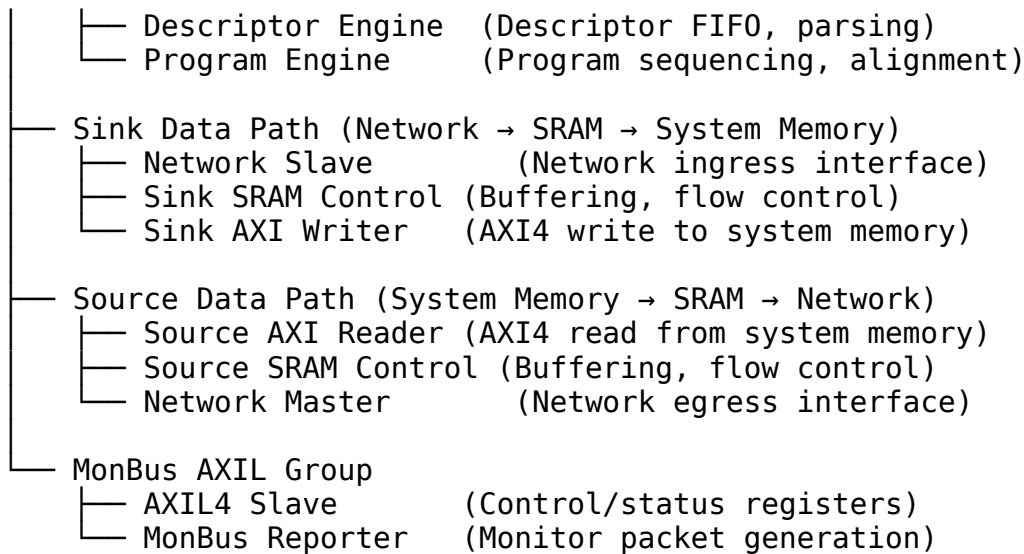 │   ├── Descriptor Engine  (Descriptor FIFO, parsing)
│   └── Program Engine     (Program sequencing, alignment)
│
├── Sink Data Path (Network → SRAM → System Memory)
│   ├── Network Slave      (Network ingress interface)
│   ├── Sink SRAM Control (Buffering, flow control)
│   └── Sink AXI Writer   (AXI4 write to system memory)
│
├── Source Data Path (System Memory → SRAM → Network)
│   ├── Source AXI Reader (AXI4 read from system memory)
│   ├── Source SRAM Control (Buffering, flow control)
│   └── Network Master      (Network egress interface)
│
└── MonBus AXIL Group
    ├── AXIL4 Slave       (Control/status registers)
    └── MonBus Reporter   (Monitor packet generation)